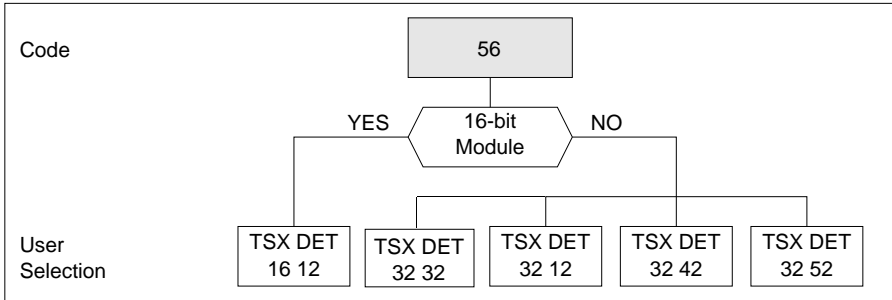 Code
56
YES
16-bit
Module
NO
User
Selection
TSX DET
16 12
TSX DET
32 32
TSX DET
32 12
TSX DET
32 42
TSX DET
32 52